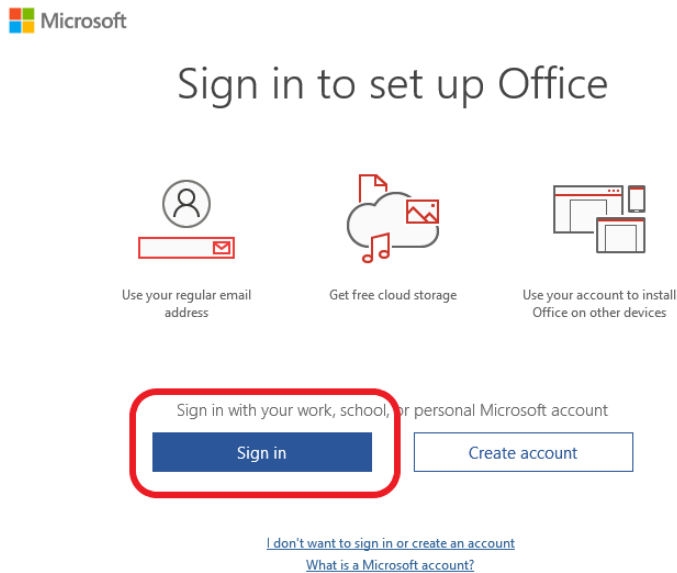 Microsoft
Sign in to set up Office
Use your regular email
address
Get free cloud storage
Use your account to install
Office on other devices
Sign in with your work, school, or personal Microsoft account
Sign in
Create account
I don't want to sign in or create an account
What is a Microsoft account?